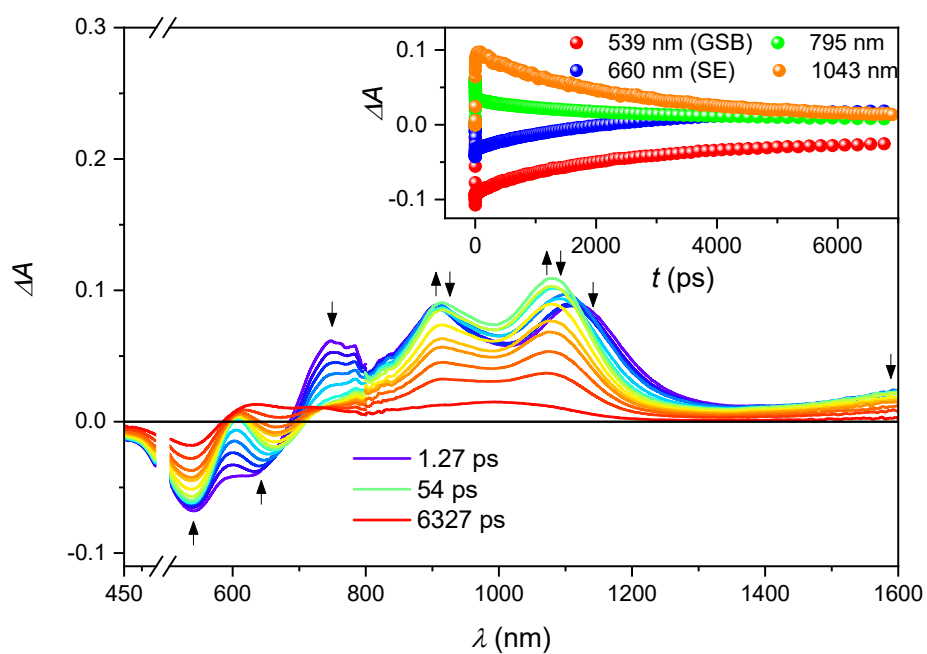 0.3
0.2
0.1
0.0
-0.1
ΔA
450
600
800
1000
1200
1400
1600
λ (nm)
1.27 ps
54 ps
6327 ps
0.1
0.0
-0.1
ΔA
0
2000
4000
6000
t (ps)
539 nm (GSB)
795 nm
660 nm (SE)
1043 nm